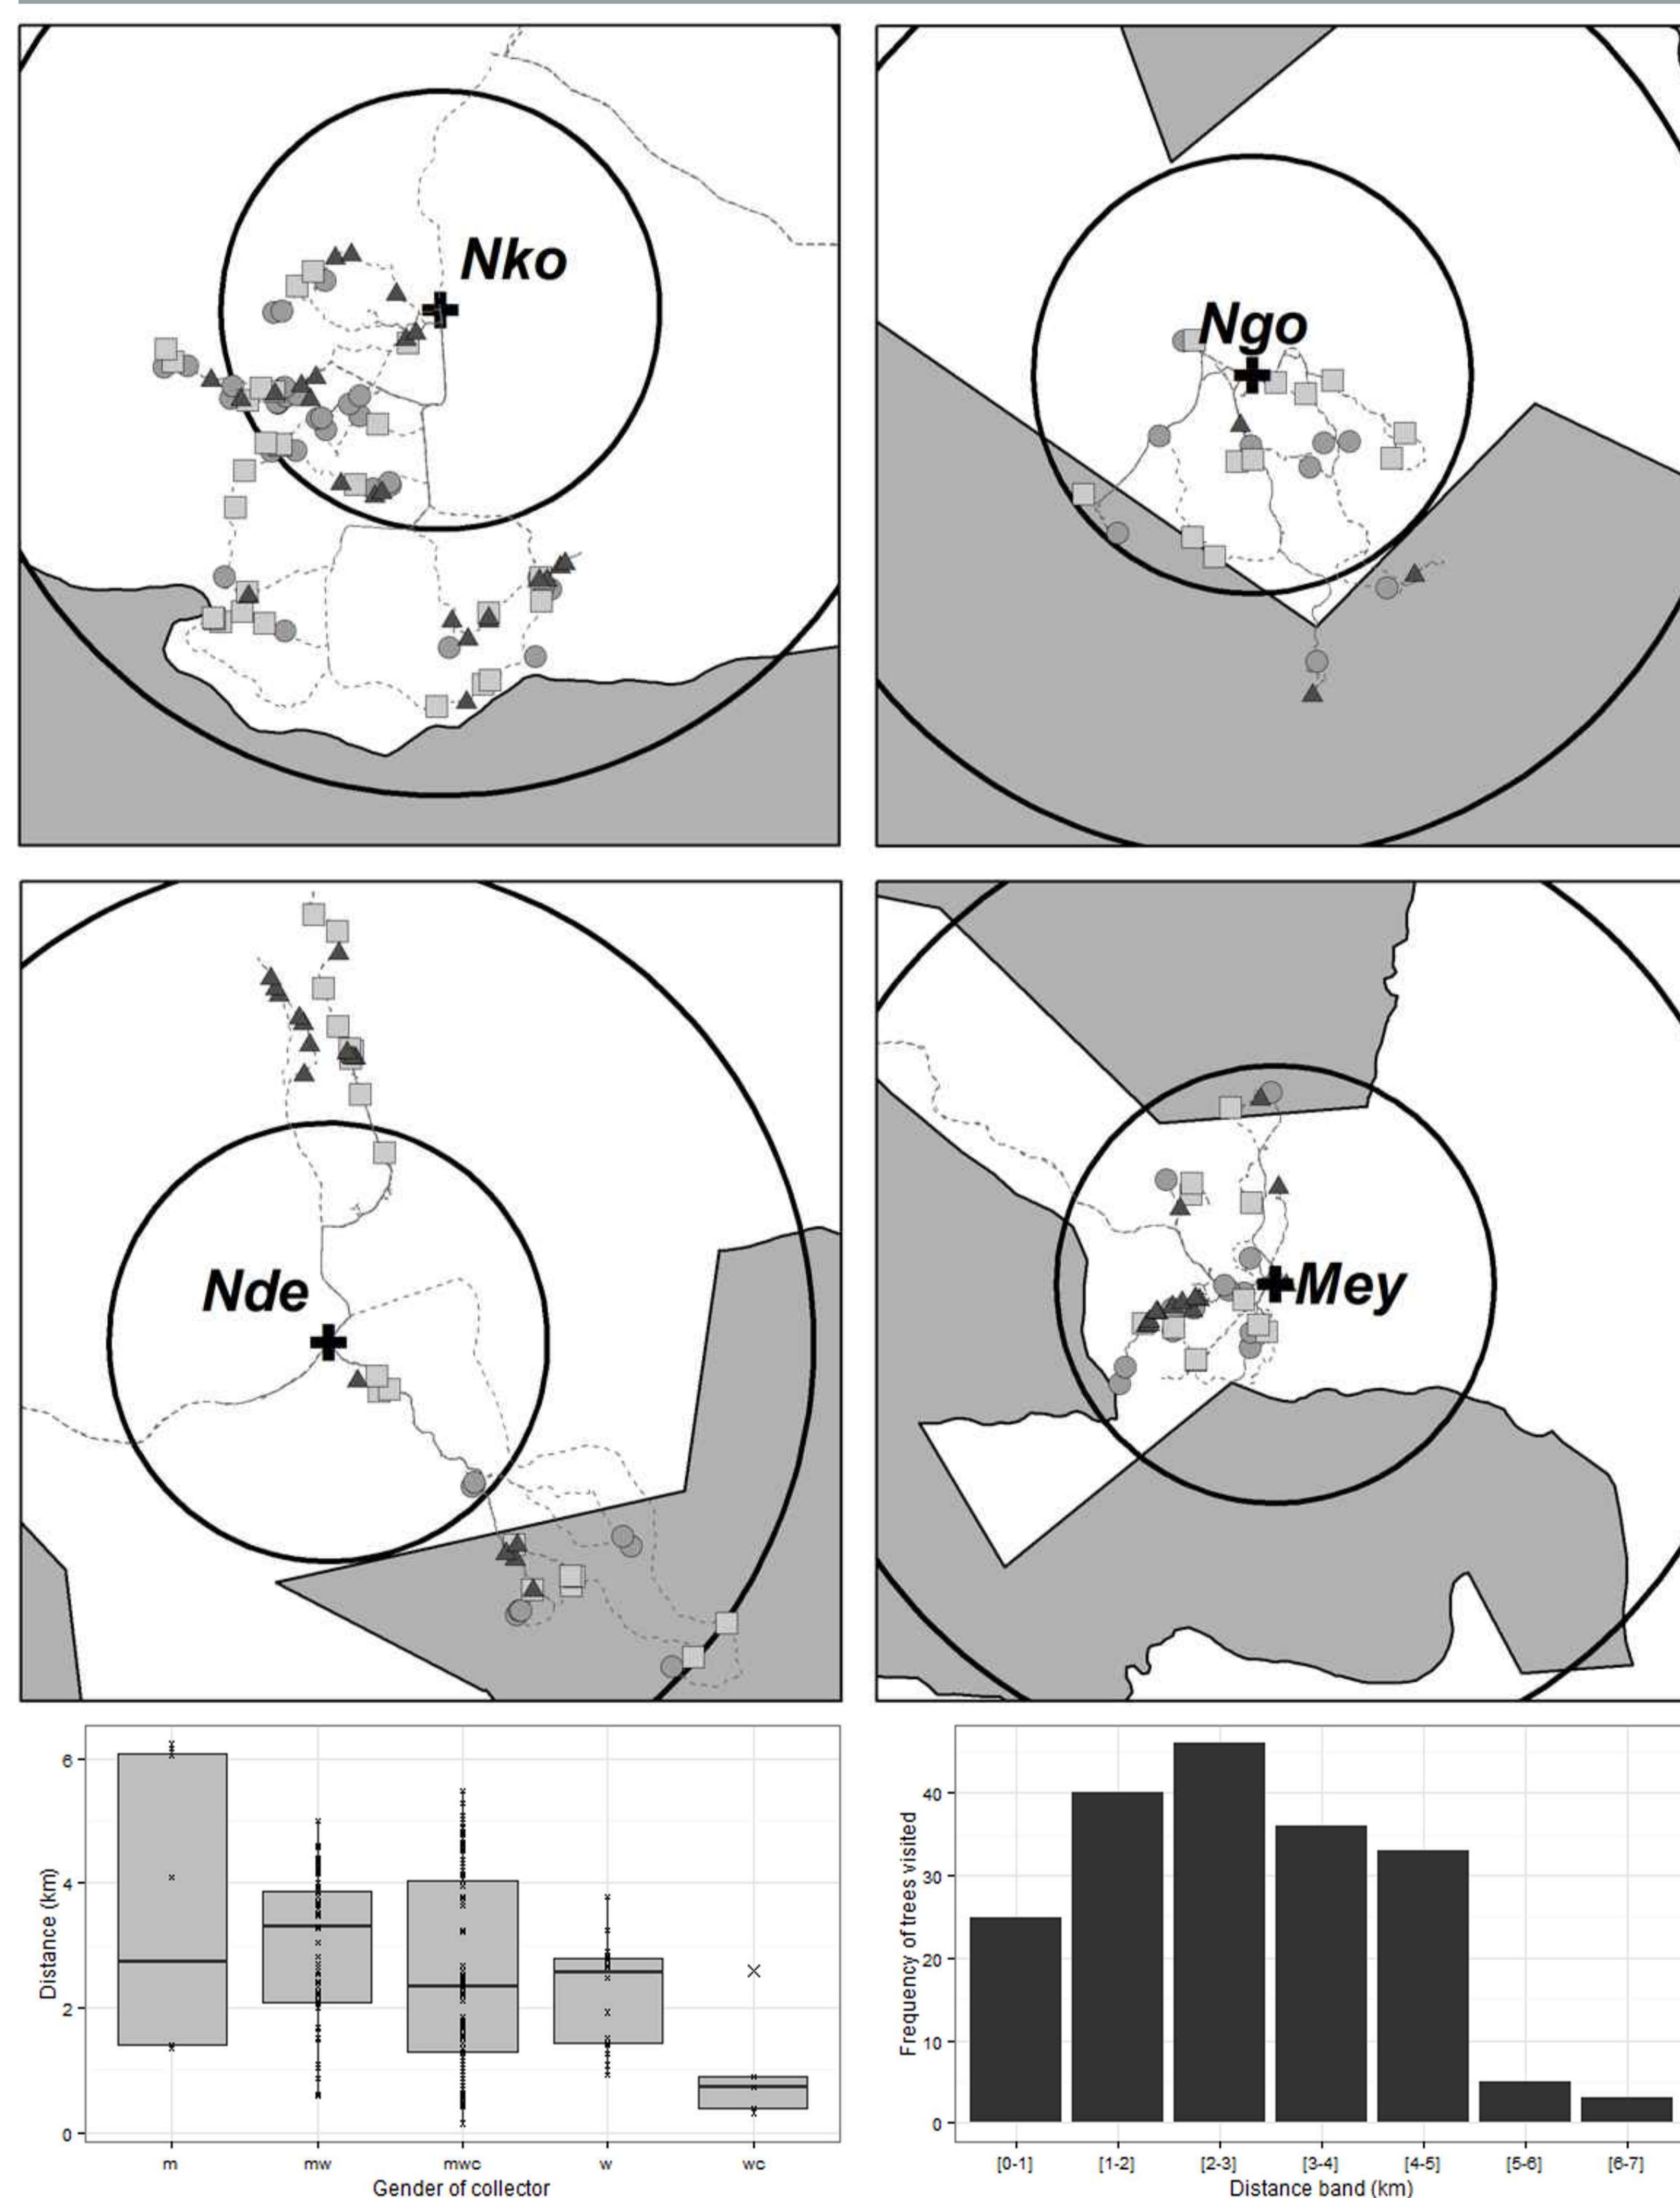 Nko
Ngo
Nde
Mey
Distance (km)
6
4
2
0
m mw mwc w wc
Gender of collector
Frequency of trees visited
40
30
20
10
0
[0-1] [1-2] [2-3] [3-4] [4-5] [5-6] [6-7]
Distance band (km)